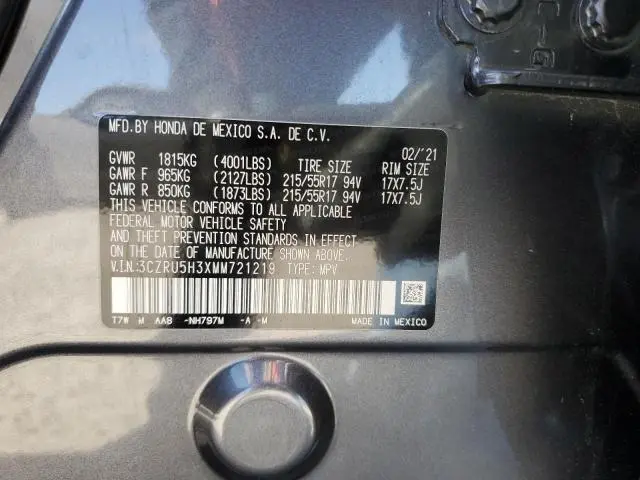 MFD.BY HONDA DE MEXICO S.A. DE C.V.
02/'21
GVWR 1815KG (4001LBS) TIRE SIZE RIM SIZE
GAWR F 965KG (2127LBS) 215/55R17 94V 17X7.5J
GAWR R 850KG (1873LBS) 215/55R17 94V 17X7.5J
THIS VEHICLE CONFORMS TO ALL APPLICABLE
FEDERAL MOTOR VEHICLE SAFETY
AND THEFT PREVENTION STANDARDS IN EFFECT
ON THE DATE OF MANUFACTURE SHOWN ABOVE.
V.I.N.:3CZRU5H3XMM721219 TYPE: MPV
T7W M AAB -NH797M -A -M
MADE IN MEXICO